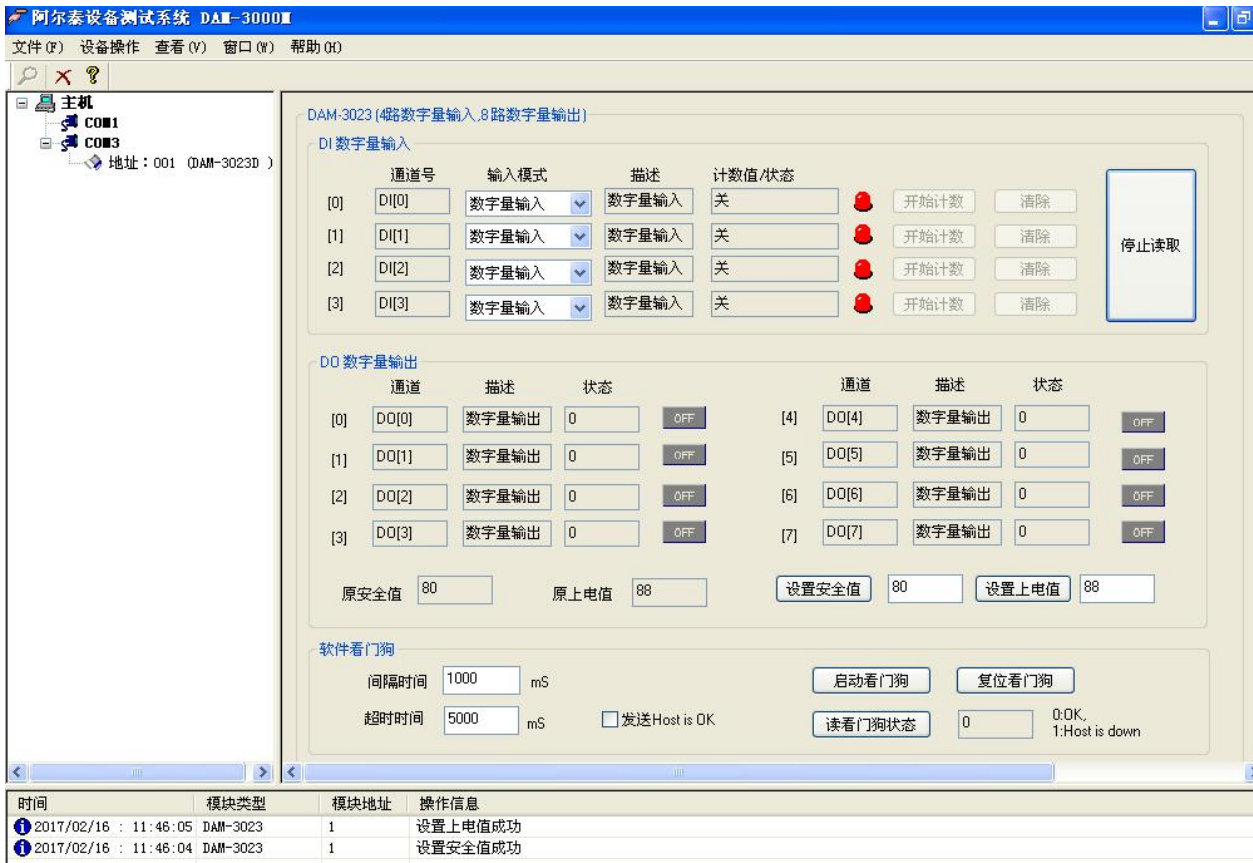 阿尔泰设备测试系统 DAM-3000M
文件(F) 设备操作 查看(V) 窗口(W) 帮助(H)
主机
COM1
COM3
地址：001 (DAM-3023D )
DAM-3023(4路数字量输入,8路数字量输出)
DI 数字量输入
通道号 输入模式 描述 计数值/状态
[0] DI[0] 数字量输入 数字量输入 关 开始计数 清除
[1] DI[1] 数字量输入 数字量输入 关 开始计数 清除
[2] DI[2] 数字量输入 数字量输入 关 开始计数 清除
[3] DI[3] 数字量输入 数字量输入 关 开始计数 清除
停止读取
DO 数字量输出
通道 描述 状态 通道 描述 状态
[0] DO[0] 数字量输出 0 OFF [4] DO[4] 数字量输出 0 OFF
[1] DO[1] 数字量输出 0 OFF [5] DO[5] 数字量输出 0 OFF
[2] DO[2] 数字量输出 0 OFF [6] DO[6] 数字量输出 0 OFF
[3] DO[3] 数字量输出 0 OFF [7] DO[7] 数字量输出 0 OFF
原安全值 80 原上电值 88 设置安全值 80 设置上电值 88
软件看门狗
间隔时间 1000 mS 启动看门狗 复位看门狗
超时时间 5000 mS 发送Host is OK 读看门狗状态 0 0:OK,
1:Host is down
时间 模块类型 模块地址 操作信息
2017/02/16 : 11:46:05 DAM-3023 1 设置上电值成功
2017/02/16 : 11:46:04 DAM-3023 1 设置安全值成功